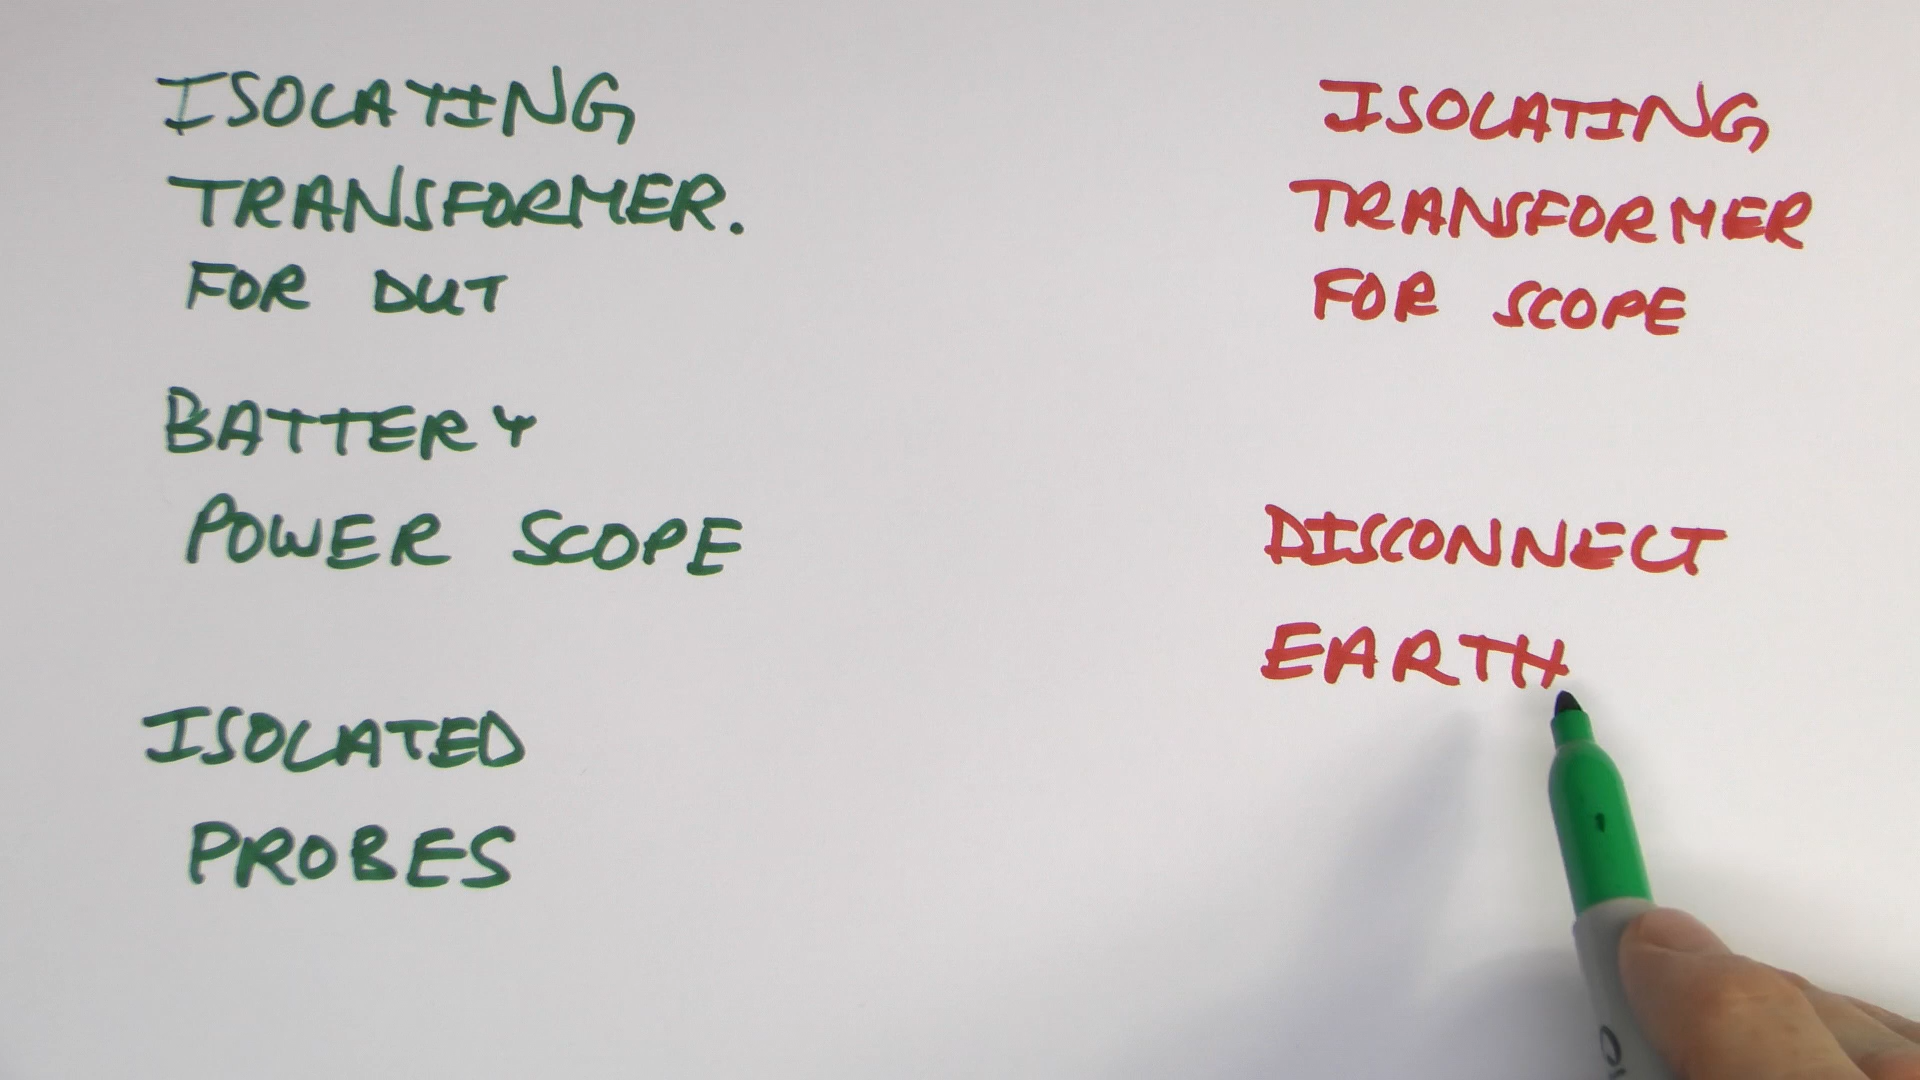 ISOLATING
TRANSFORMER.
FOR DUT
BATTERY
POWER SCOPE
ISOLATED
PROBES
ISOLATING
TRANSFORMER
FOR SCOPE
DISCONNECT
EARTH